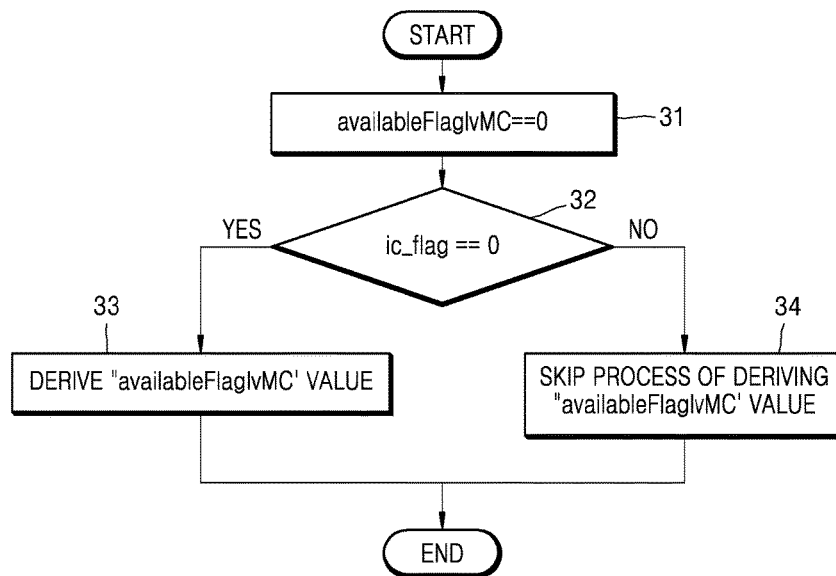 START
availableFlagIvMC==0
31
32
YES
ic_flag == 0
NO
33
34
DERIVE "availableFlagIvMC' VALUE
SKIP PROCESS OF DERIVING
"availableFlagIvMC' VALUE
END